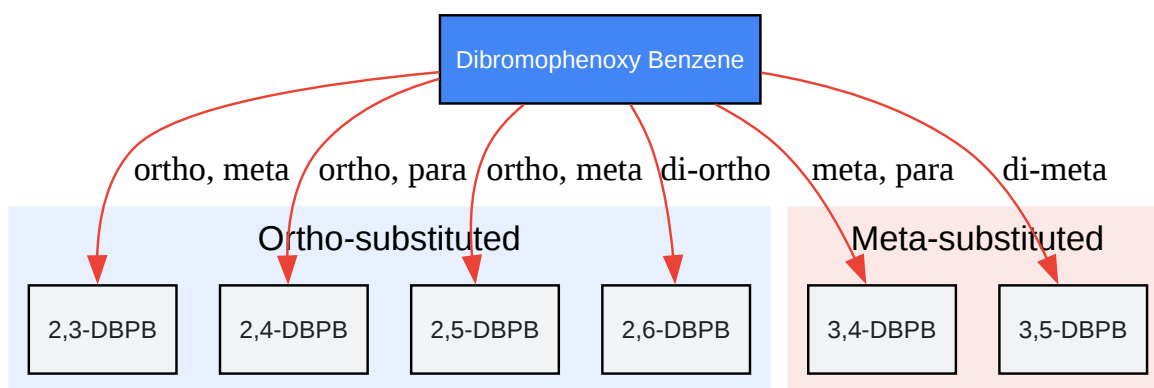 Dibromophenoxy Benzene
ortho, meta
ortho, para
ortho, meta
di-ortho
meta, para
di-meta
Ortho-substituted
Meta-substituted
2,3-DBPB
2,4-DBPB
2,5-DBPB
2,6-DBPB
3,4-DBPB
3,5-DBPB